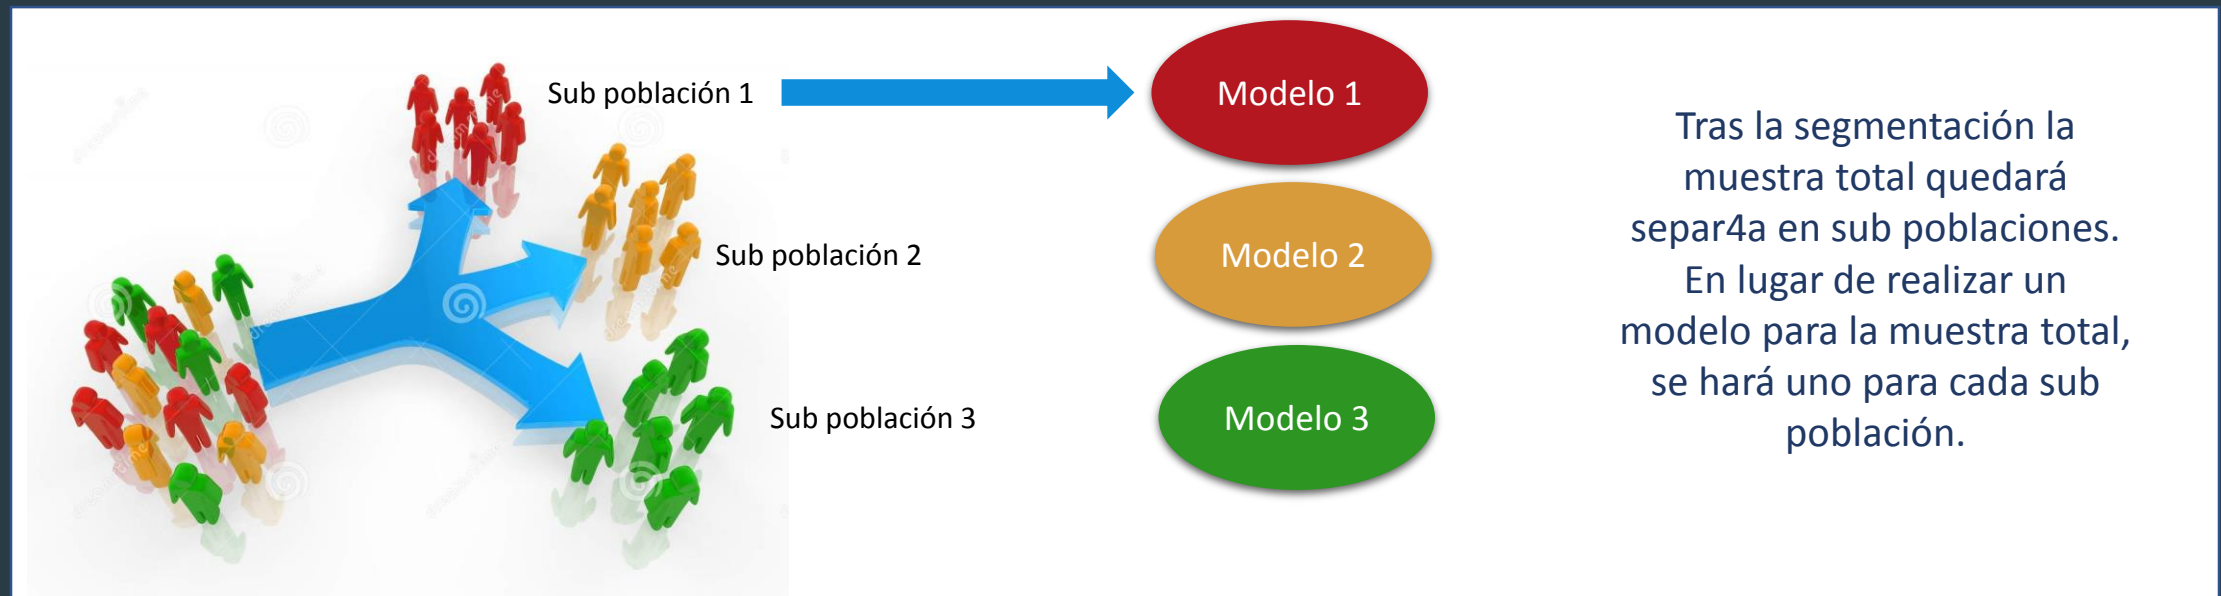 Sub población 1
Modelo 1
Sub población 2
Modelo 2
Sub población 3
Modelo 3
Tras la segmentación la
muestra total quedará
separ4a en sub poblaciones.
En lugar de realizar un
modelo para la muestra total,
se hará uno para cada sub
población.